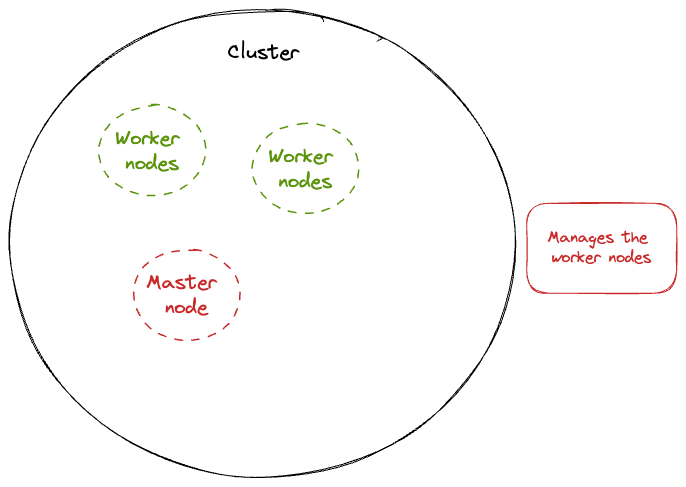 Cluster
Worker
nodes
Worker
nodes
Manages the
worker nodes
Master
node